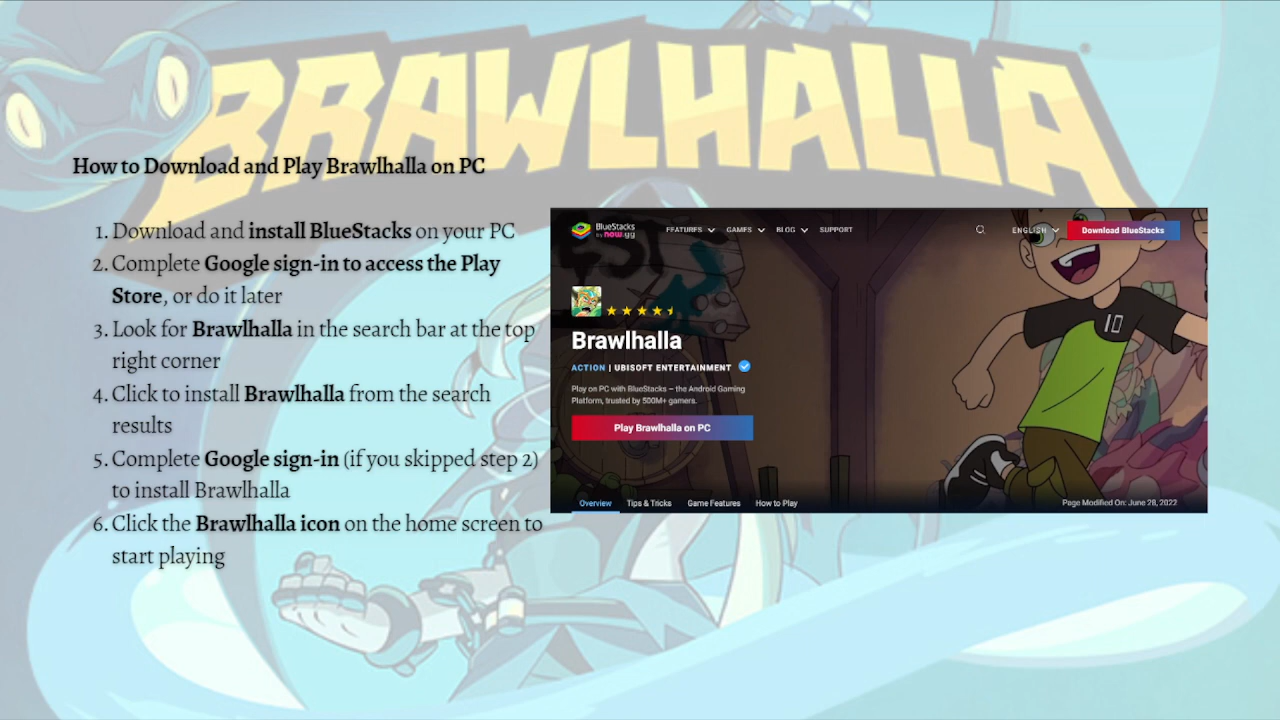 BRAWLHALLA
How to Download and Play Brawlhalla on PC
1. Download and install BlueStacks on your PC
2. Complete Google sign-in to access the Play
Store, or do it later
3. Look for Brawlhalla in the search bar at the top
right corner
4. Click to install Brawlhalla from the search
results
5. Complete Google sign-in (if you skipped step 2)
to install Brawlhalla
6. Click the Brawlhalla icon on the home screen to
start playing
BlueStacks
by now.gg
FEATURES GAMES BLOG SUPPORT
ENGLISH
Download BlueStacks
10
Brawlhalla
ACTION | UBISOFT ENTERTAINMENT
Play on PC with BlueStacks – the Android Gaming
Platform, trusted by 500M+ gamers.
Play Brawlhalla on PC
Overview Tips & Tricks Game Features How to Play
Page Modified On: June 28, 2022